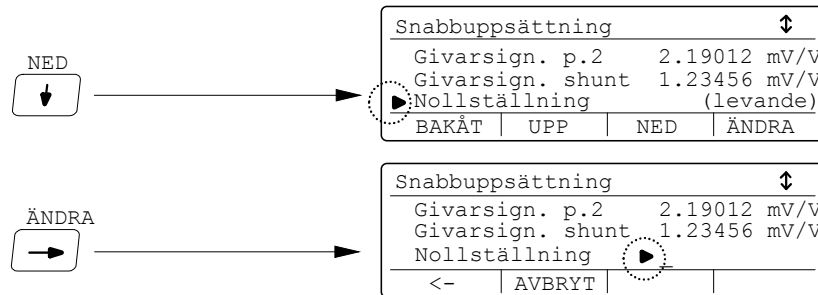 Snabbuppsättning
NED
Givarsign. p.2 2.19012 mV/V
Givarsign. shunt 1.23456 mV/V
Nollställning (levande)
BAKÅT UPP NED ÄNDRA
Snabbuppsättning
ÄNDRA
Givarsign. p.2 2.19012 mV/V
Givarsign. shunt 1.23456 mV/V
Nollställning _
<- AVBRYT